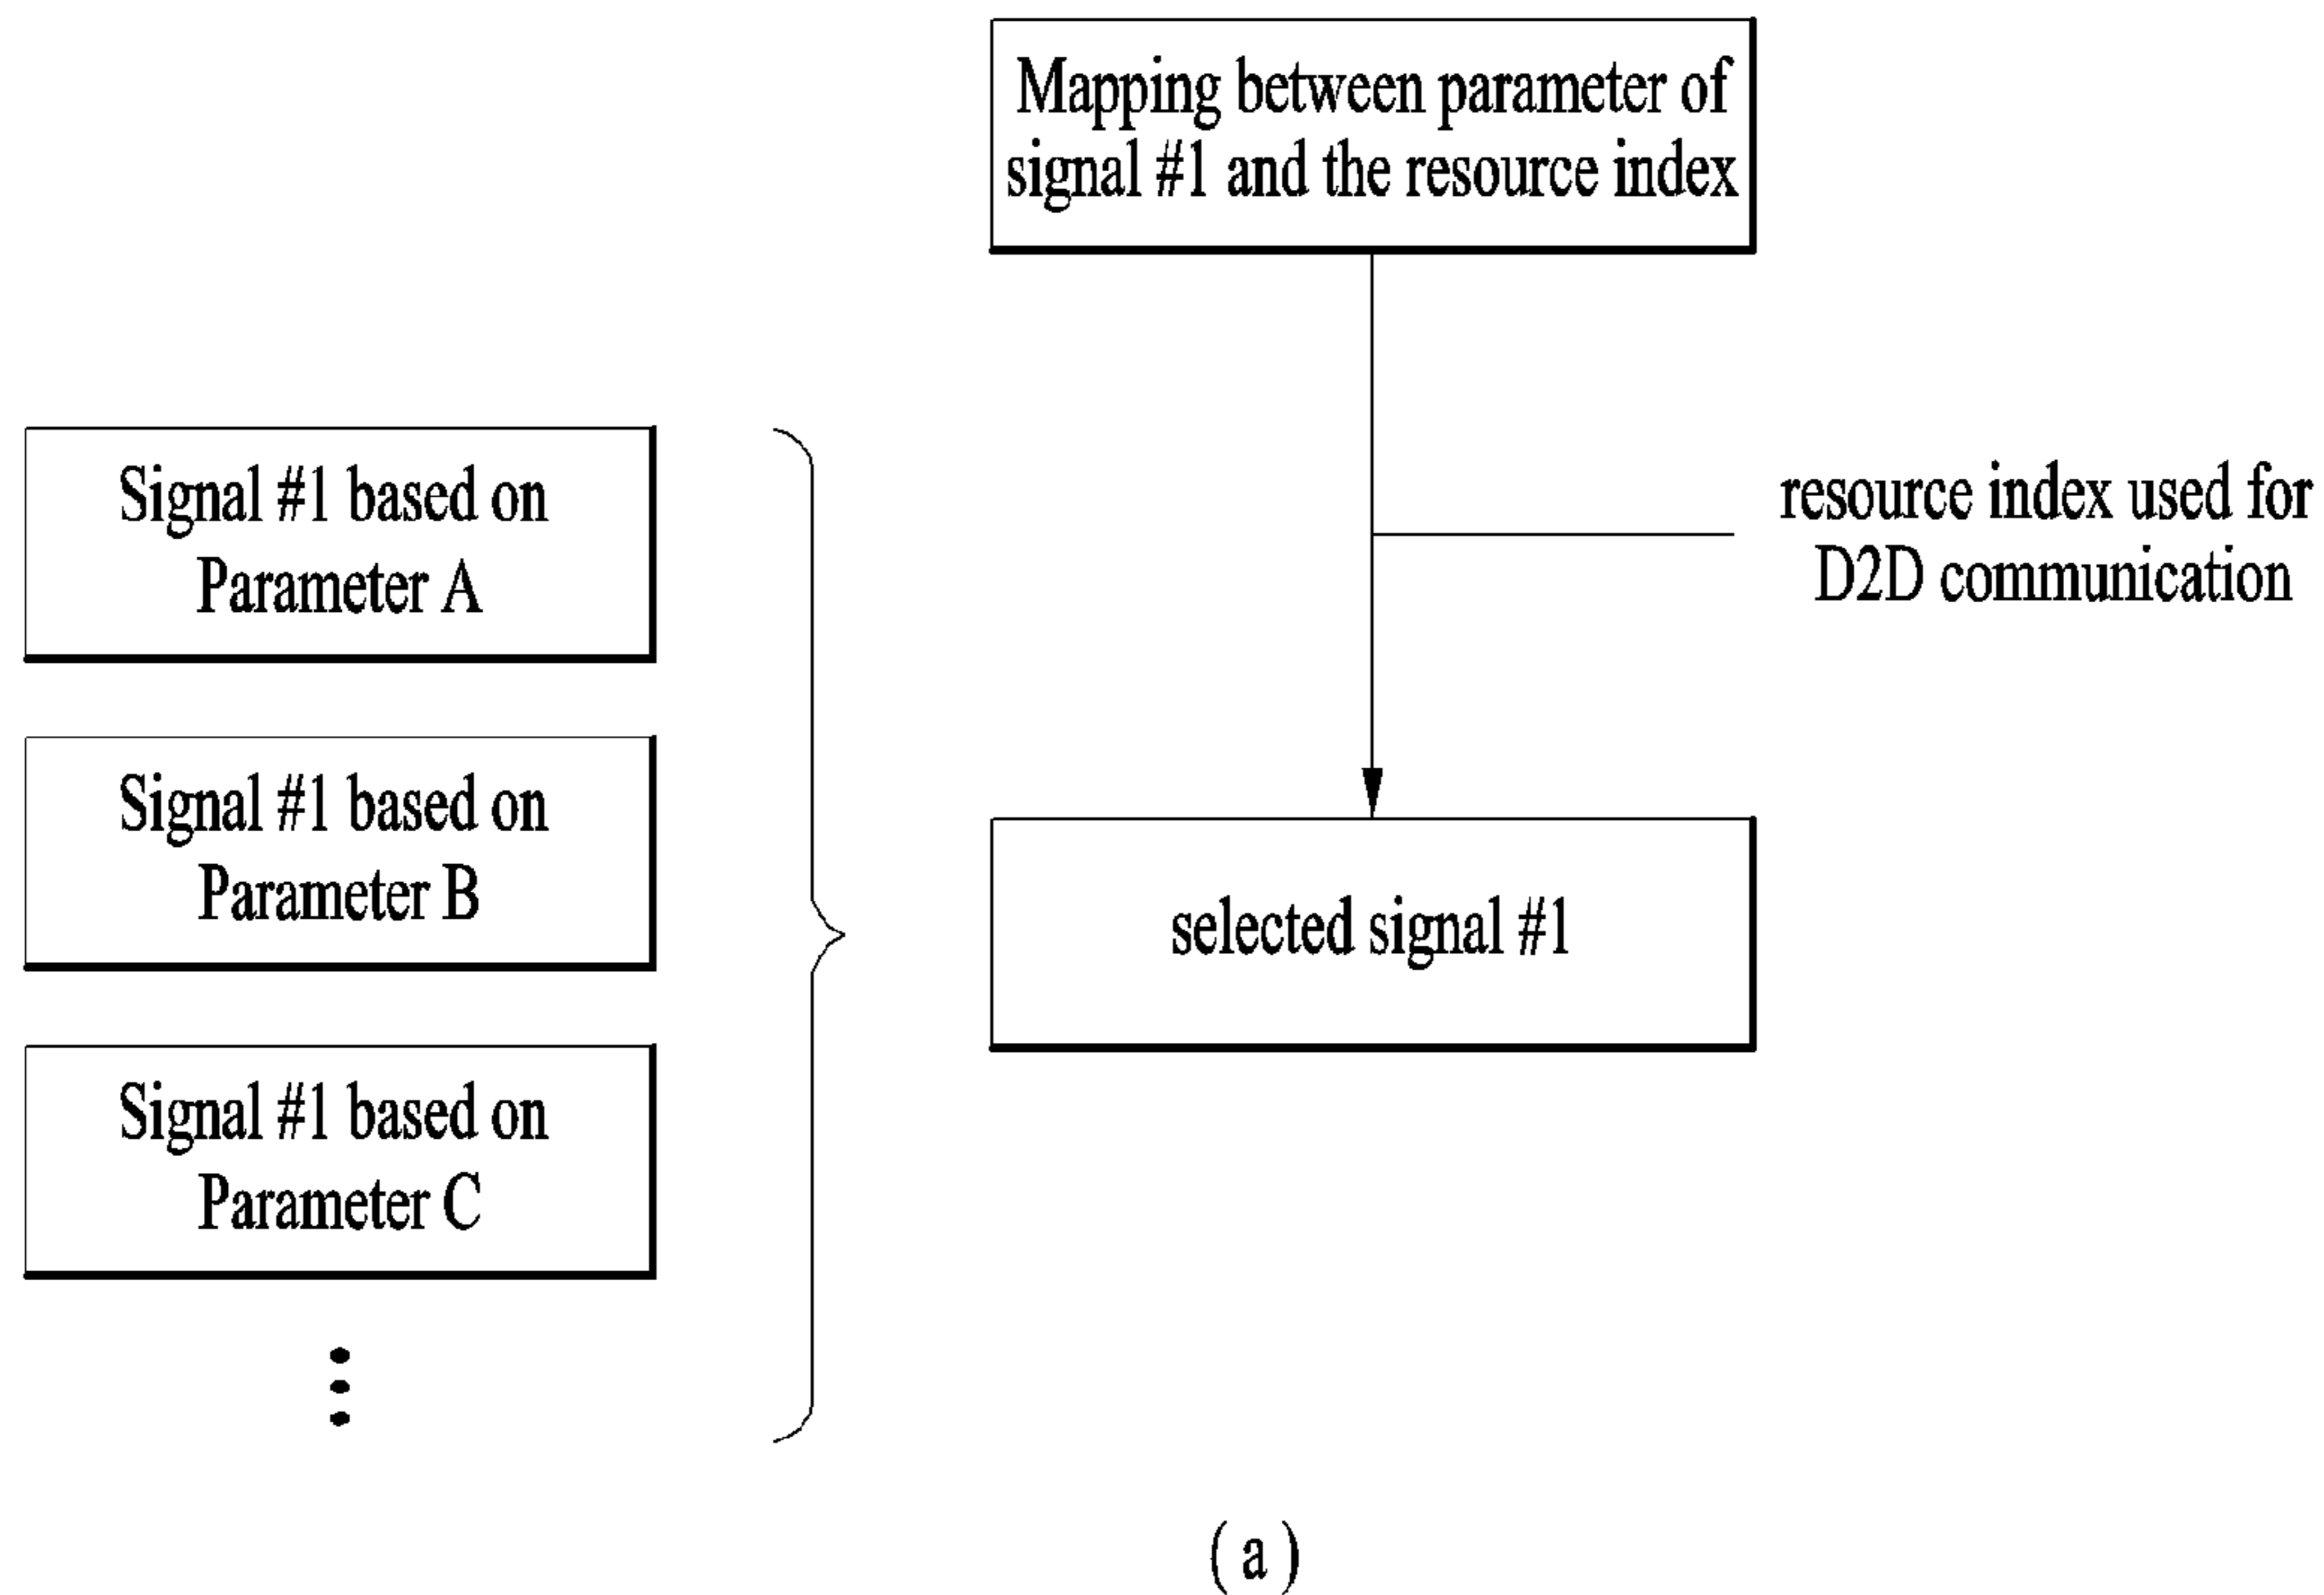 Mapping between parameter of
signal #1 and the resource index
Signal #1 based on
Parameter A
resource index used for
D2D communication
Signal #1 based on
Parameter B
selected signal #1
Signal #1 based on
Parameter C
(a)